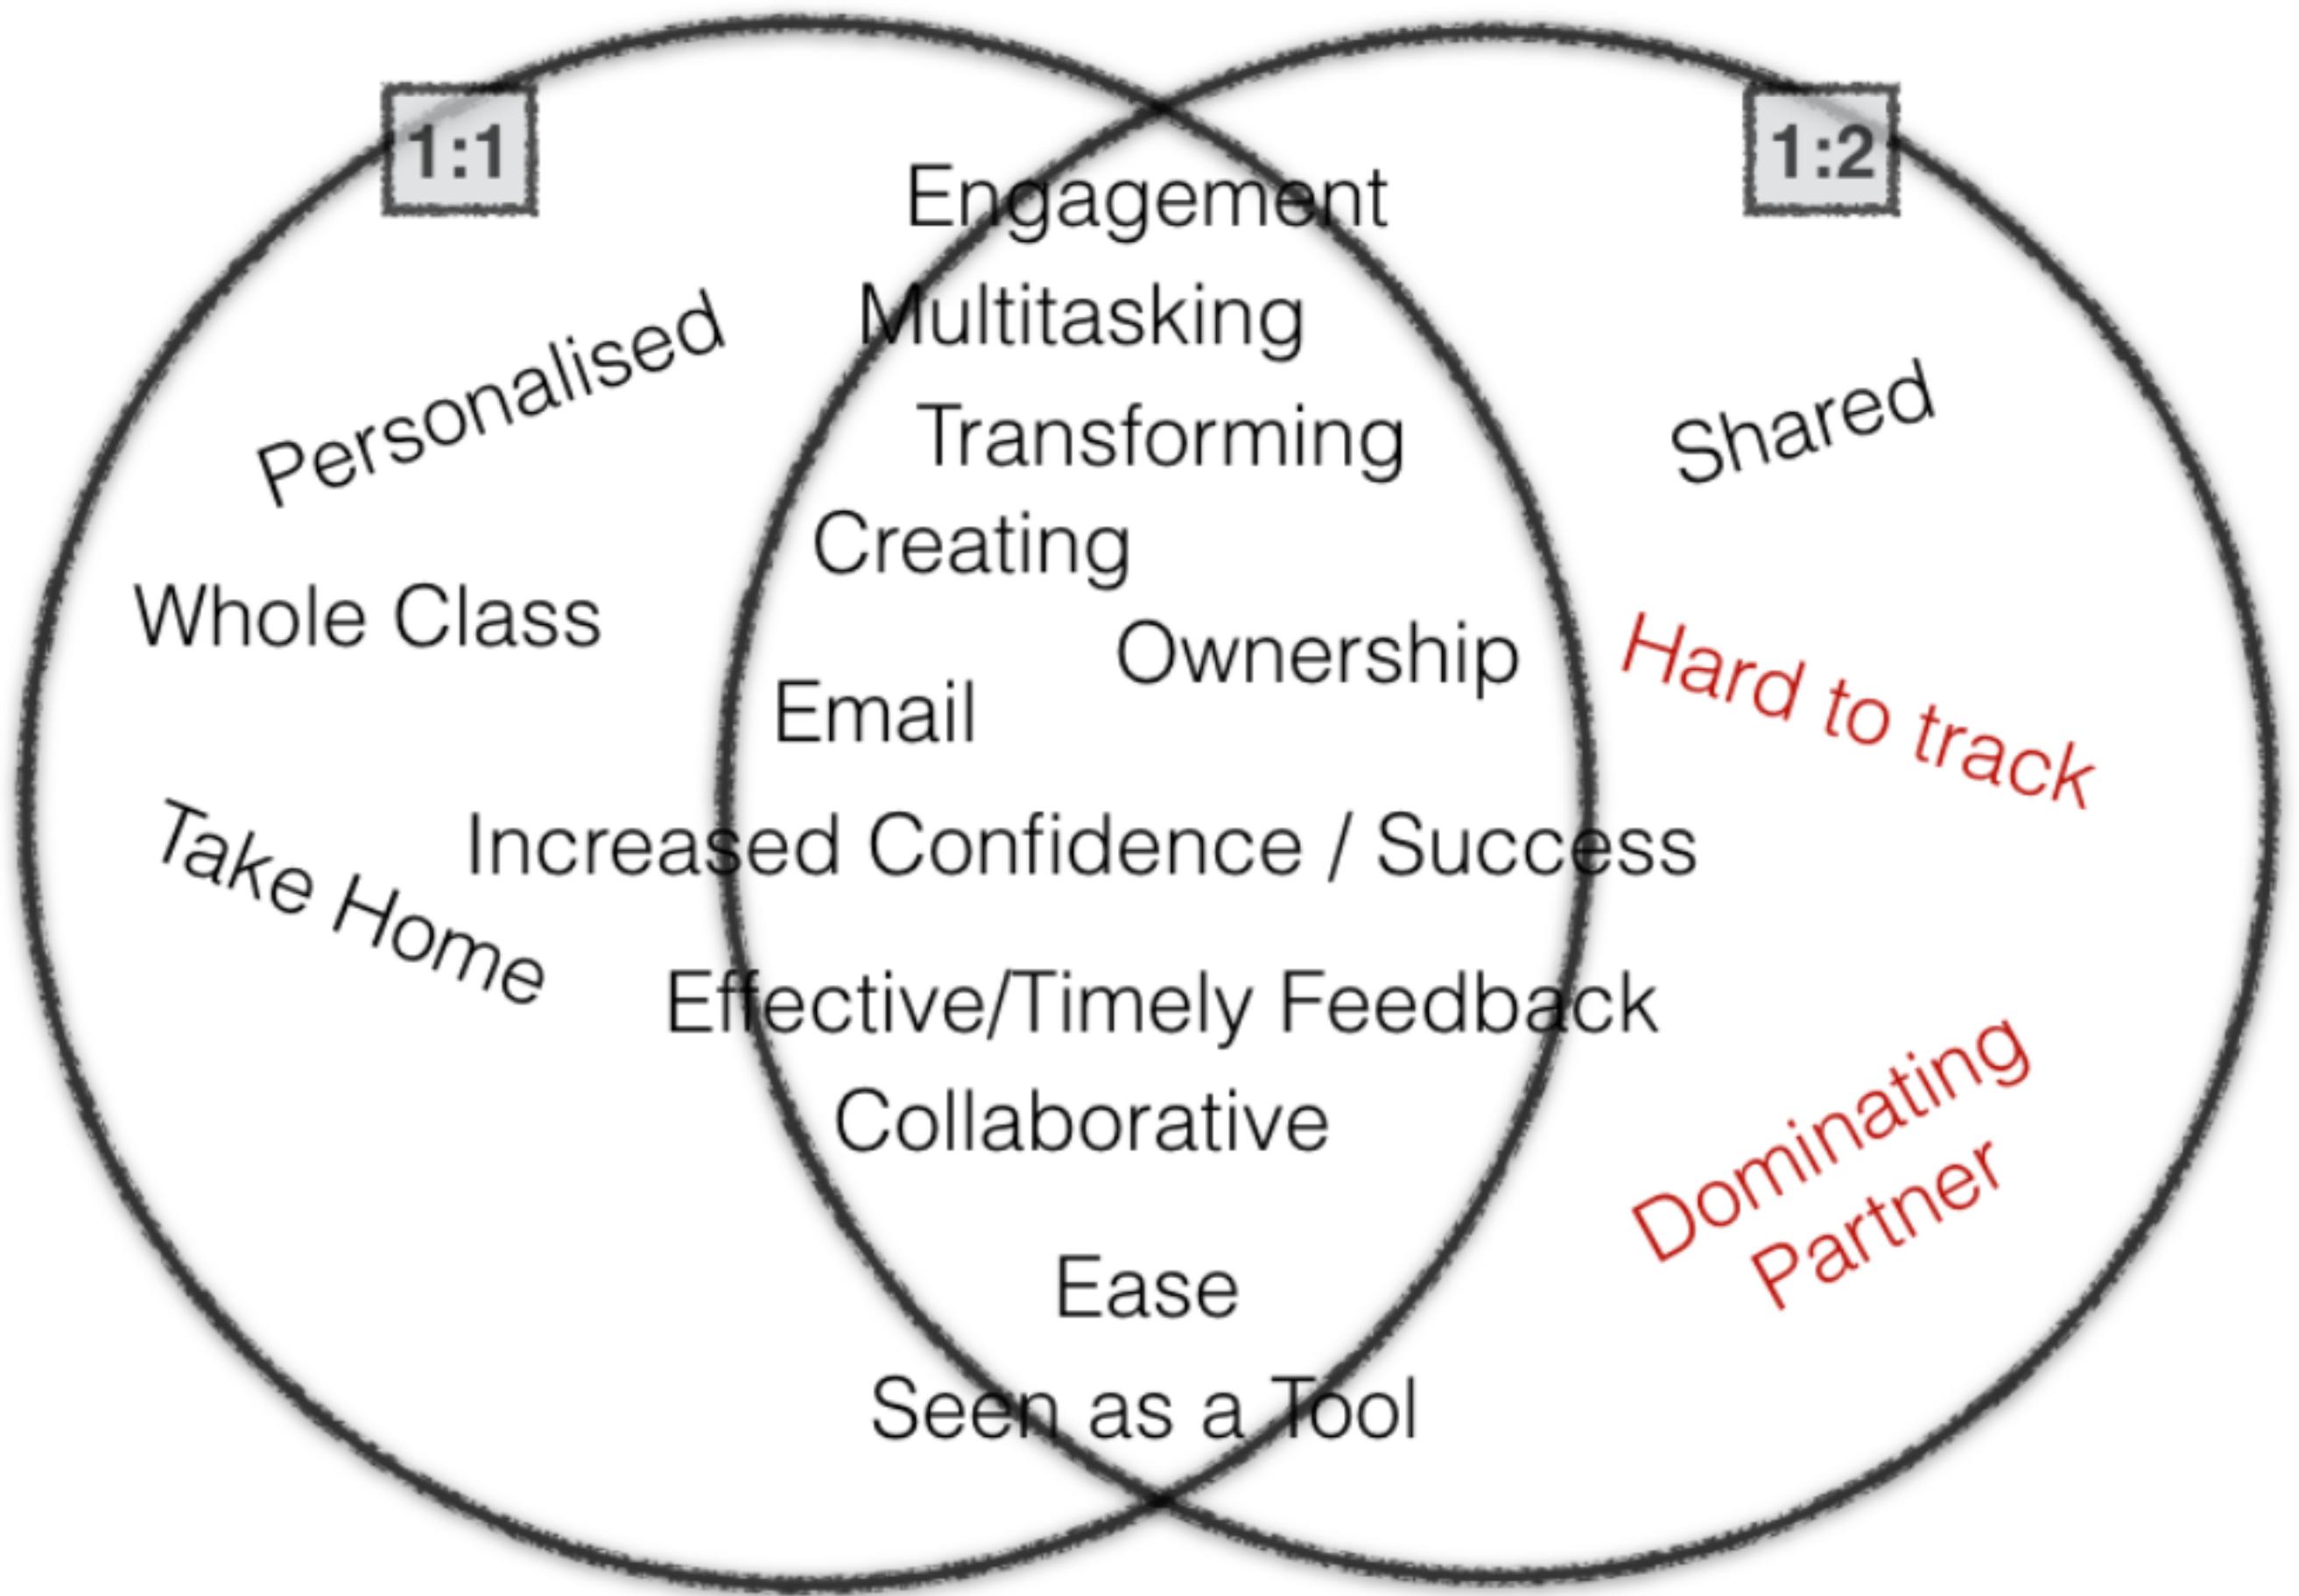 1:1
1:2
Engagement
Multitasking
Personalised
Transforming
Shared
Creating
Whole Class
Ownership
Hard to track
Email
Take Home
Increased Confidence / Success
Effective/Timely Feedback
Collaborative
Dominating
Partner
Ease
Seen as a Tool